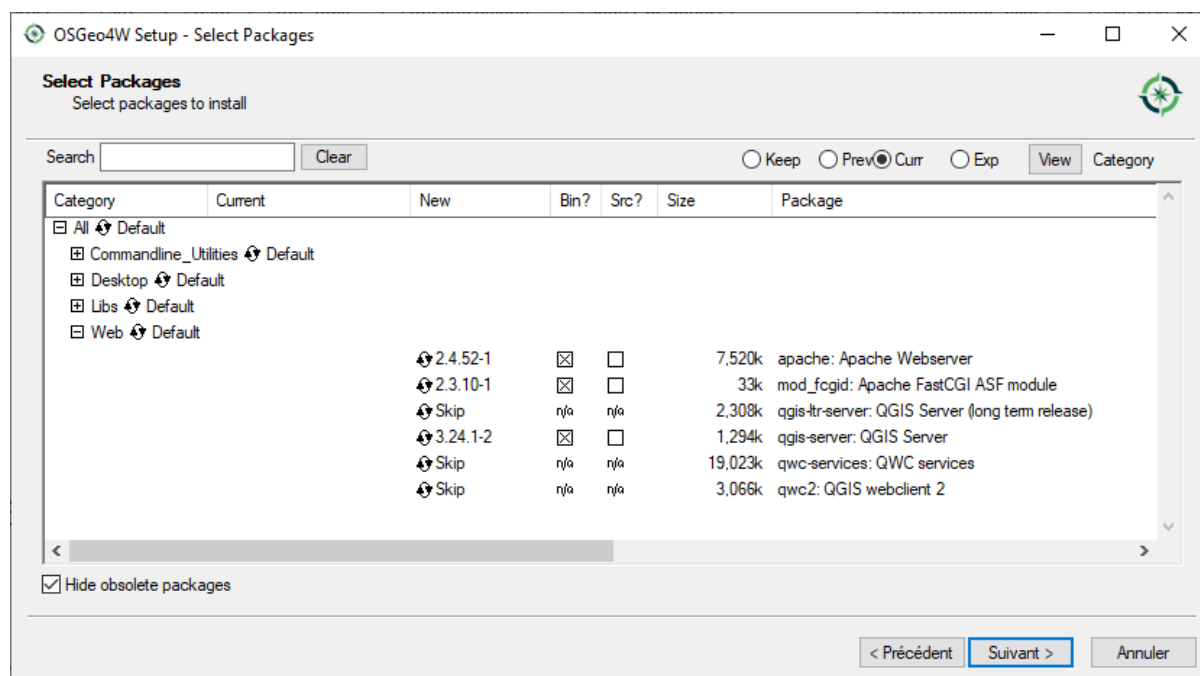 OSGeo4W Setup - Select Packages
Select Packages
Select packages to install
Search Clear Keep Prev Curr Exp View Category
Category Current New Bin? Src? Size Package
All Default
Commandline_Utilities Default
Desktop Default
Libs Default
Web Default
2.4.52-1 7,520k apache: Apache Webserver
2.3.10-1 33k mod_fcgid: Apache FastCGI ASF module
Skip n/a n/a 2,308k qgis-ltr-server: QGIS Server (long term release)
3.24.1-2 1,294k qgis-server: QGIS Server
Skip n/a n/a 19,023k qwc-services: QWC services
Skip n/a n/a 3,066k qwc2: QGIS webclient 2
Hide obsolete packages
< Précédent Suivant > Annuler